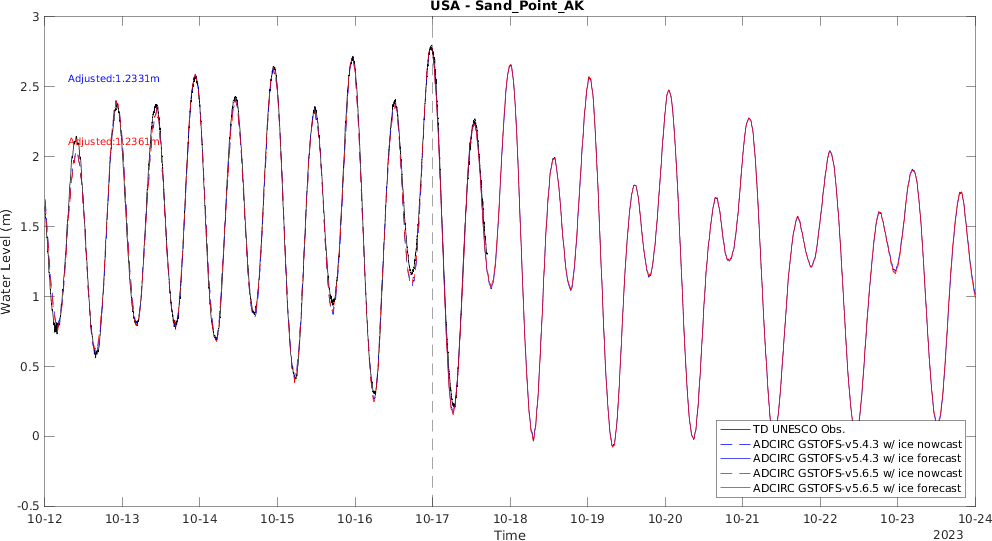 USA - Sand_Point_AK
3
2.5
2
1.5
1
0.5
0
-0.5
Water Level (m)
Adjusted:1.2331m
Adjusted:1.2361m
TD UNESCO Obs.
ADCIRC GSTOFS-v5.4.3 w/ ice nowcast
ADCIRC GSTOFS-v5.4.3 w/ ice forecast
ADCIRC GSTOFS-v5.6.5 w/ ice nowcast
ADCIRC GSTOFS-v5.6.5 w/ ice forecast
10-12 10-13 10-14 10-15 10-16 10-17 10-18 10-19 10-20 10-21 10-22 10-23 10-24
Time
2023